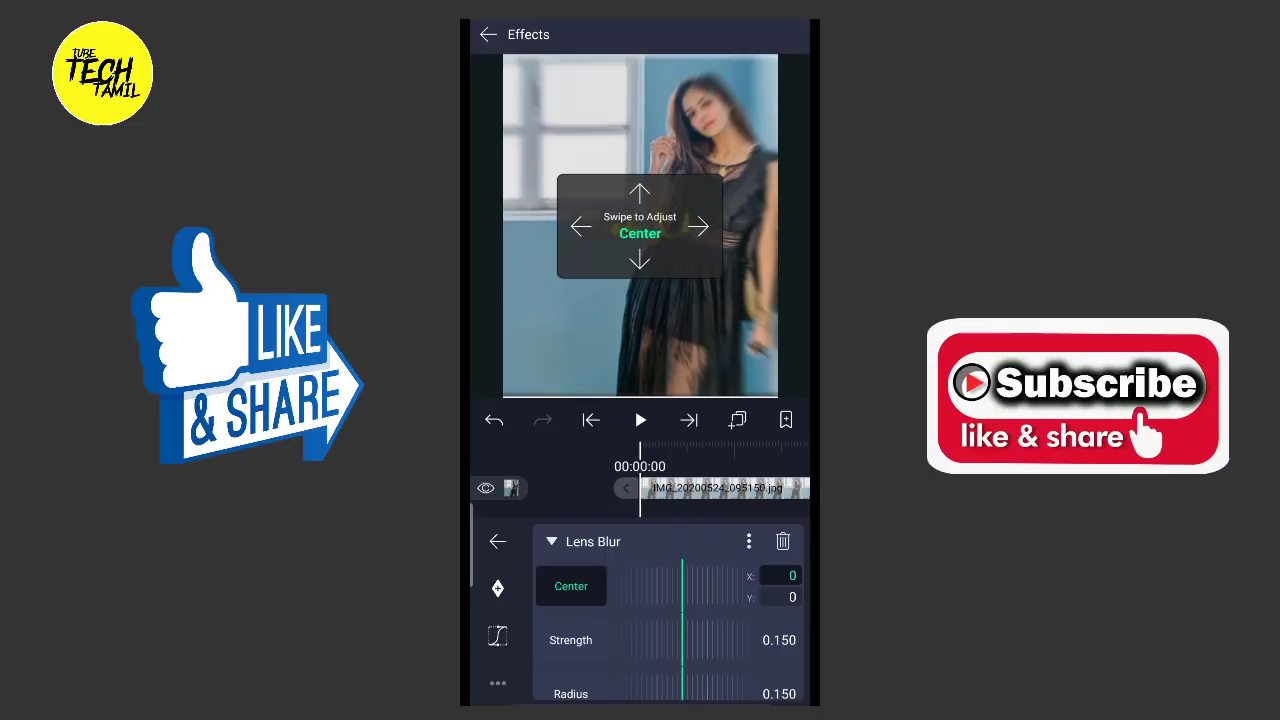 TUBE
TECH
TAMIL
LIKE
& SHARE
Effects
Swipe to Adjust
Center
00:00:00
IMG_20200524_095150.jpg
Lens Blur
Center
X: 0
Y: 0
Strength 0.150
Radius 0.150
Subscribe
like & share